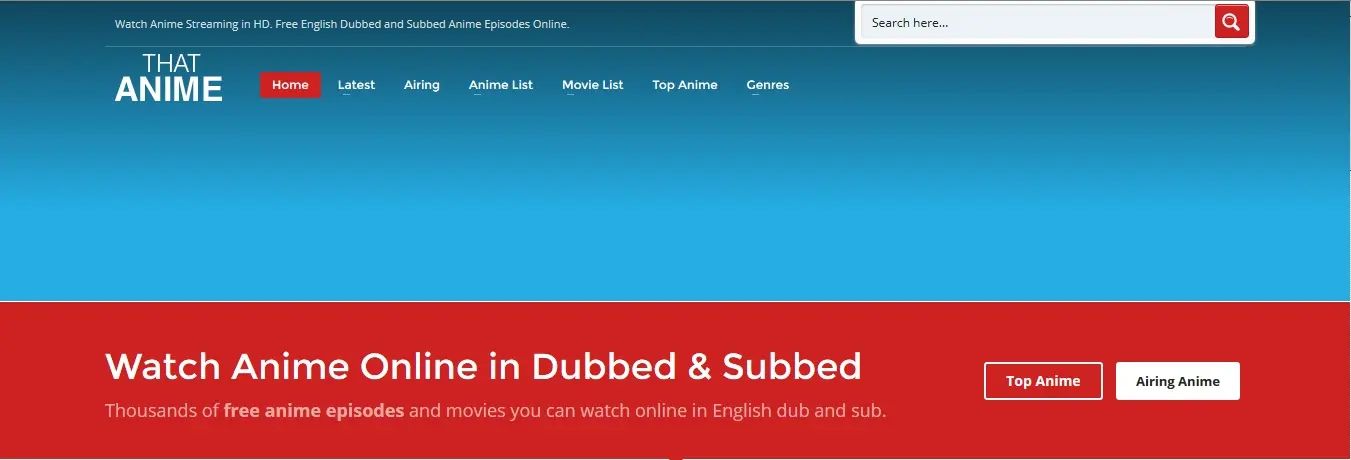 Watch Anime Streaming in HD. Free English Dubbed and Subbed Anime Episodes Online.
Search here...
THAT
ANIME
Home Latest Airing Anime List Movie List Top Anime Genres
Watch Anime Online in Dubbed & Subbed
Thousands of free anime episodes and movies you can watch online in English dub and sub.
Top Anime Airing Anime